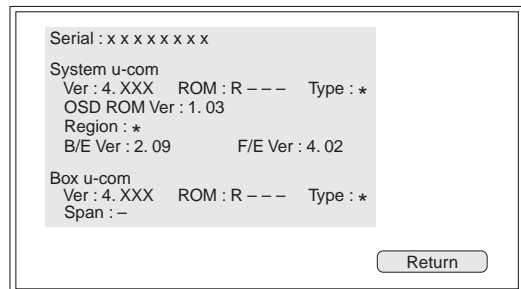 Serial : x x x x x x x x
System u-com
Ver : 4. XXX ROM : R – – – Type : *
OSD ROM Ver : 1. 03
Region : *
B/E Ver : 2. 09 F/E Ver : 4. 02
Box u-com
Ver : 4. XXX ROM : R – – – Type : *
Span : –
Return